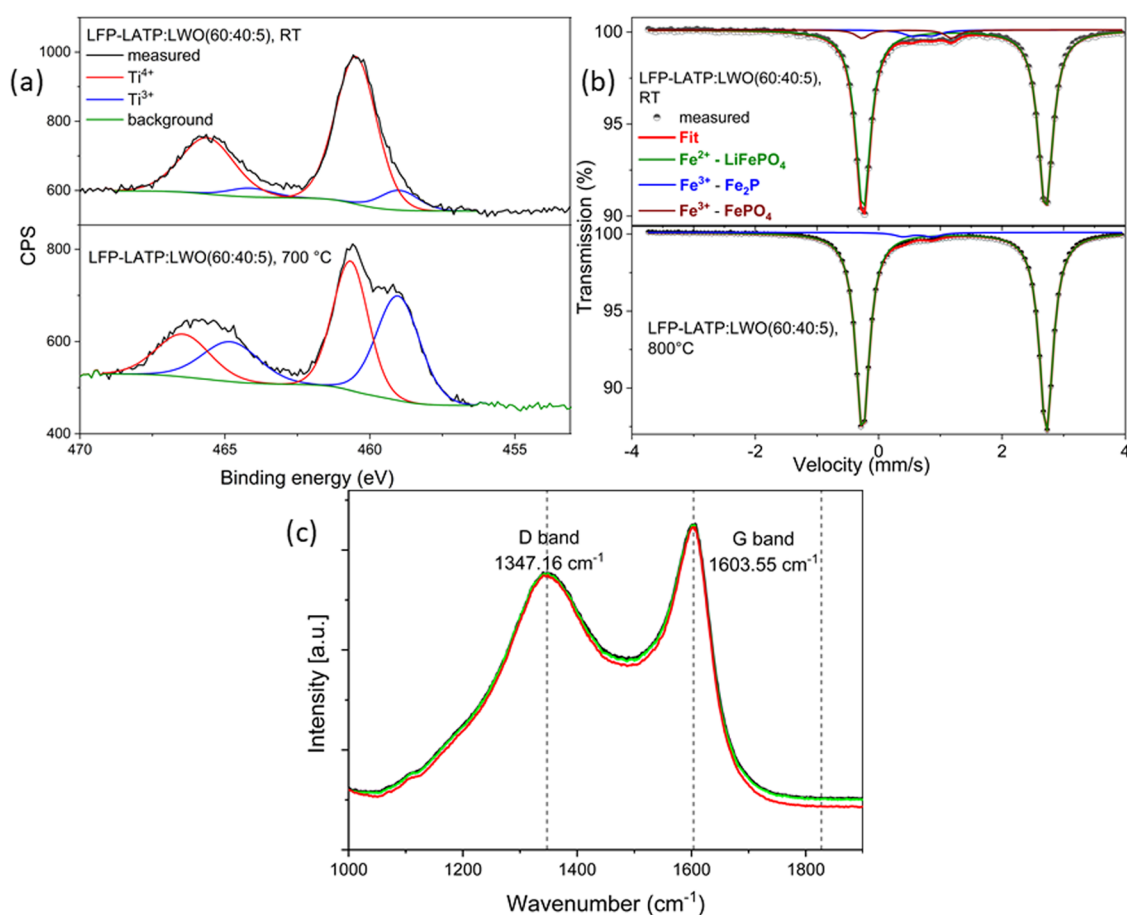 (a)
LFP-LATP:LWO(60:40:5), RT
measured
Ti4+
Ti3+
background
1000
800
600
LFP-LATP:LWO(60:40:5), 700 °C
800
600
400
CPS
470
465
460
455
Binding energy (eV)
(b)
100
95
90
LFP-LATP:LWO(60:40:5),
RT
measured
Fit
Fe2+ - LiFePO4
Fe3+ - Fe2P
Fe3+ - FePO4
100
95
90
LFP-LATP:LWO(60:40:5),
800°C
Transmission (%)
-4
-2
0
2
4
Velocity (mm/s)
(c)
D band
1347.16 cm-1
G band
1603.55 cm-1
Intensity [a.u.]
1000
1200
1400
1600
1800
Wavenumber (cm-1)